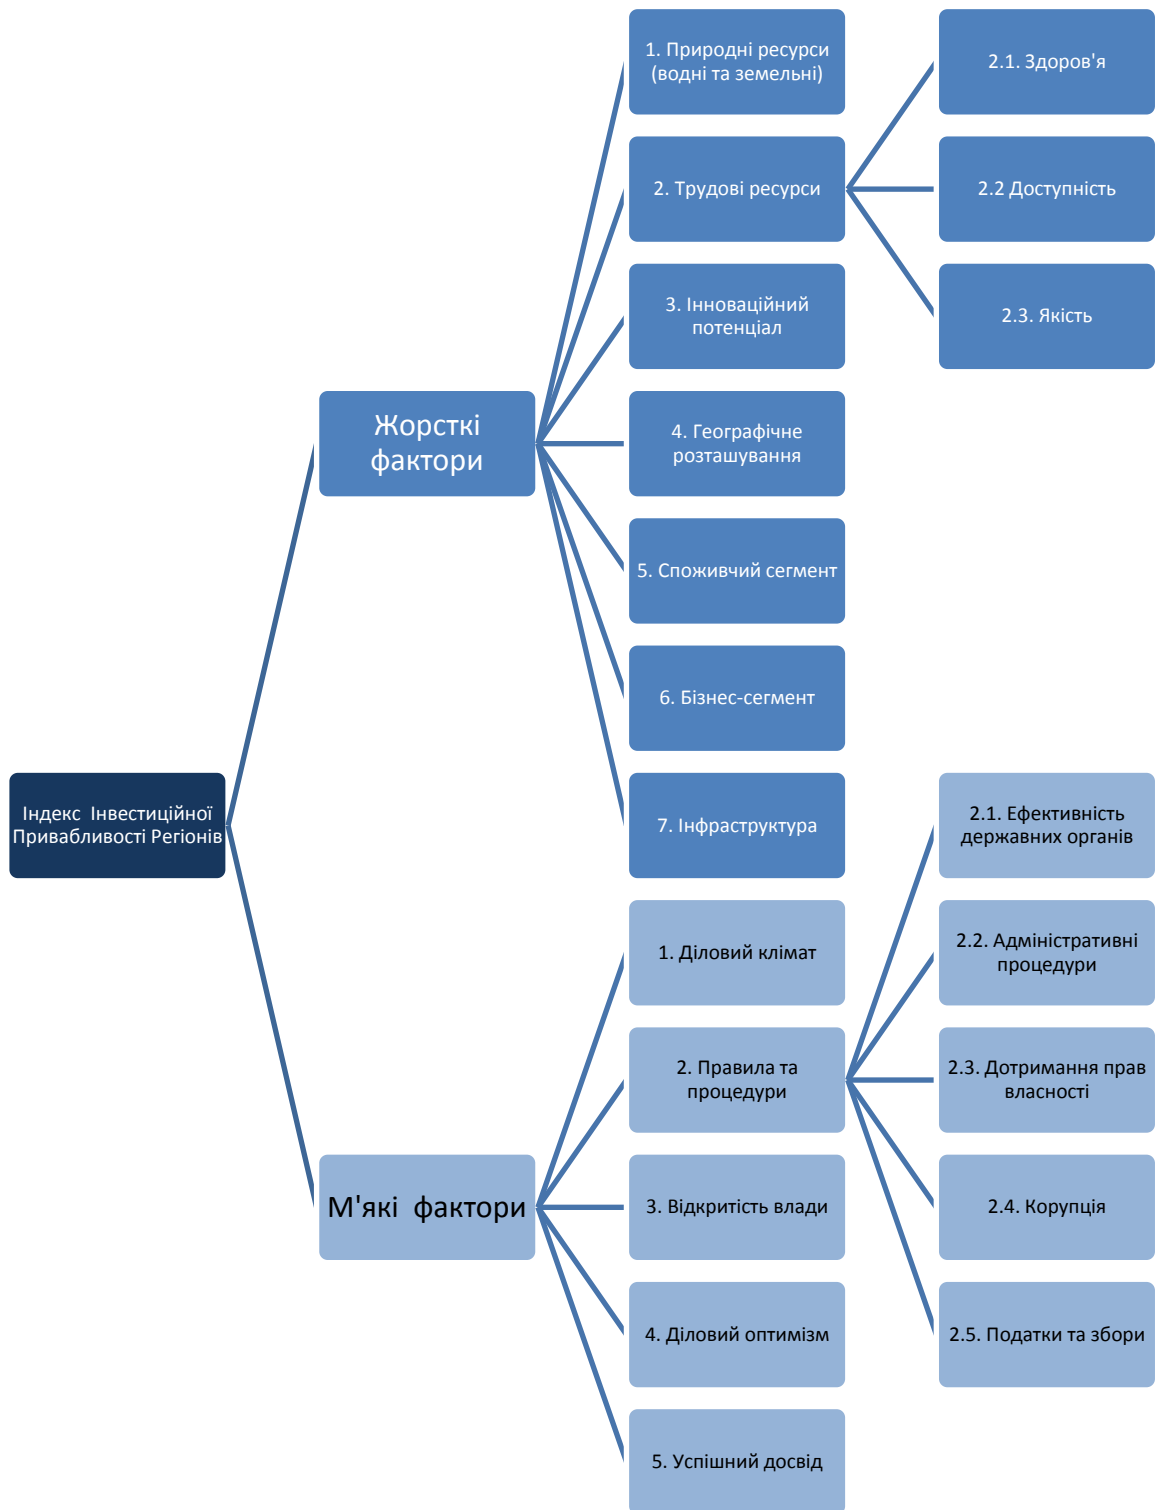 Індекс Інвестиційної
Привабливості Регіонів
Жорсткі
фактори
1. Природні ресурси
(водні та земельні)
2. Трудові ресурси
2.1. Здоров'я
2.2 Доступність
2.3. Якість
3. Інноваційний
потенціал
4. Географічне
розташування
5. Споживчий сегмент
6. Бізнес-сегмент
7. Інфраструктура
М'які фактори
1. Діловий клімат
2. Правила та
процедури
2.1. Ефективність
державних органів
2.2. Адміністративні
процедури
2.3. Дотримання прав
власності
2.4. Корупція
2.5. Податки та збори
3. Відкритість влади
4. Діловий оптимізм
5. Успішний досвід